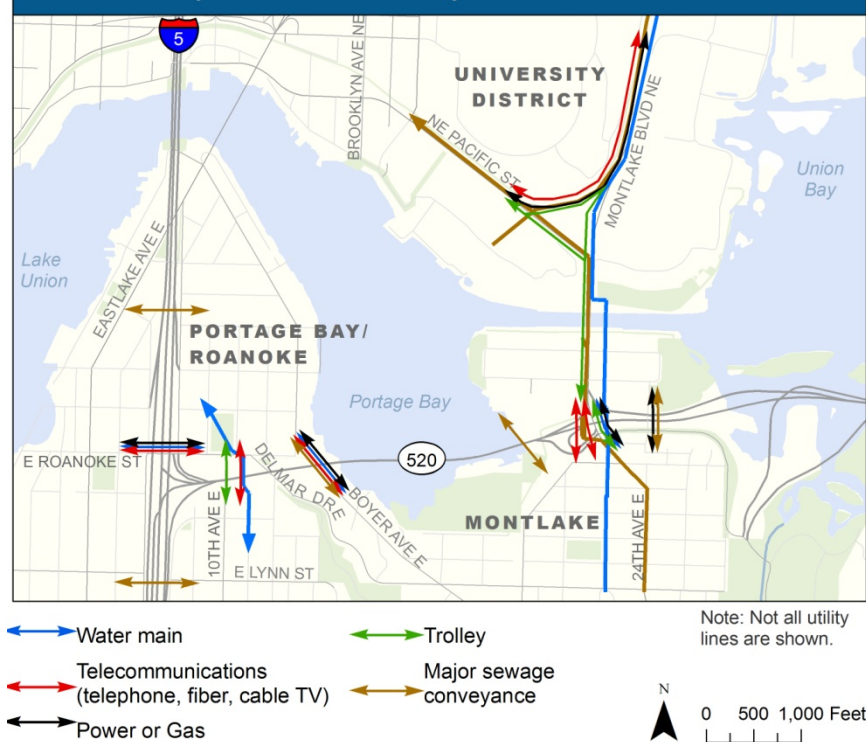 5
UNIVERSITY
DISTRICT
BROOKLYN AVE NE
NE PACIFIC ST
MONTLAKE BLVD NE
Union
Bay
Lake
Union
EASTLAKE AVE E
PORTAGE BAY/
ROANOKE
Portage Bay
E ROANOKE ST
520
DELMAR DR E
BOYER AVE E
10TH AVE E
MONTLAKE
24TH AVE E
E LYNN ST
Water main
Trolley
Note: Not all utility
lines are shown.
Telecommunications
(telephone, fiber, cable TV)
Major sewage
conveyance
Power or Gas
N
0 500 1,000 Feet